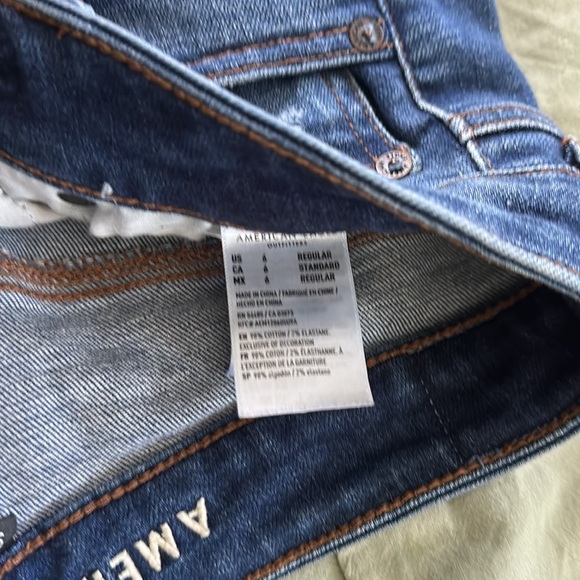 AMERICAN
OUTFITTERS
US 6 REGULAR
CA 6 STANDARD
MX 6 REGULAR
MADE IN CHINA / FABRIQUÉ EN CHINE /
HECHO EN CHINA
EN 98% COTTON / 2% ELASTANE.
EXCLUSIVE OF DECORATION
FR 98% COTON / 2% ÉLASTHANNE. À
L'EXCEPTION DE LA GARNITURE
SP 98% algodón / 2% elastano
AME